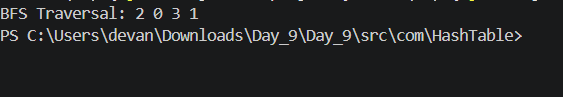 BFS Traversal: 2 0 3 1
PS C:\Users\devan\Downloads\Day_9\Day_9\src\com\HashTable>